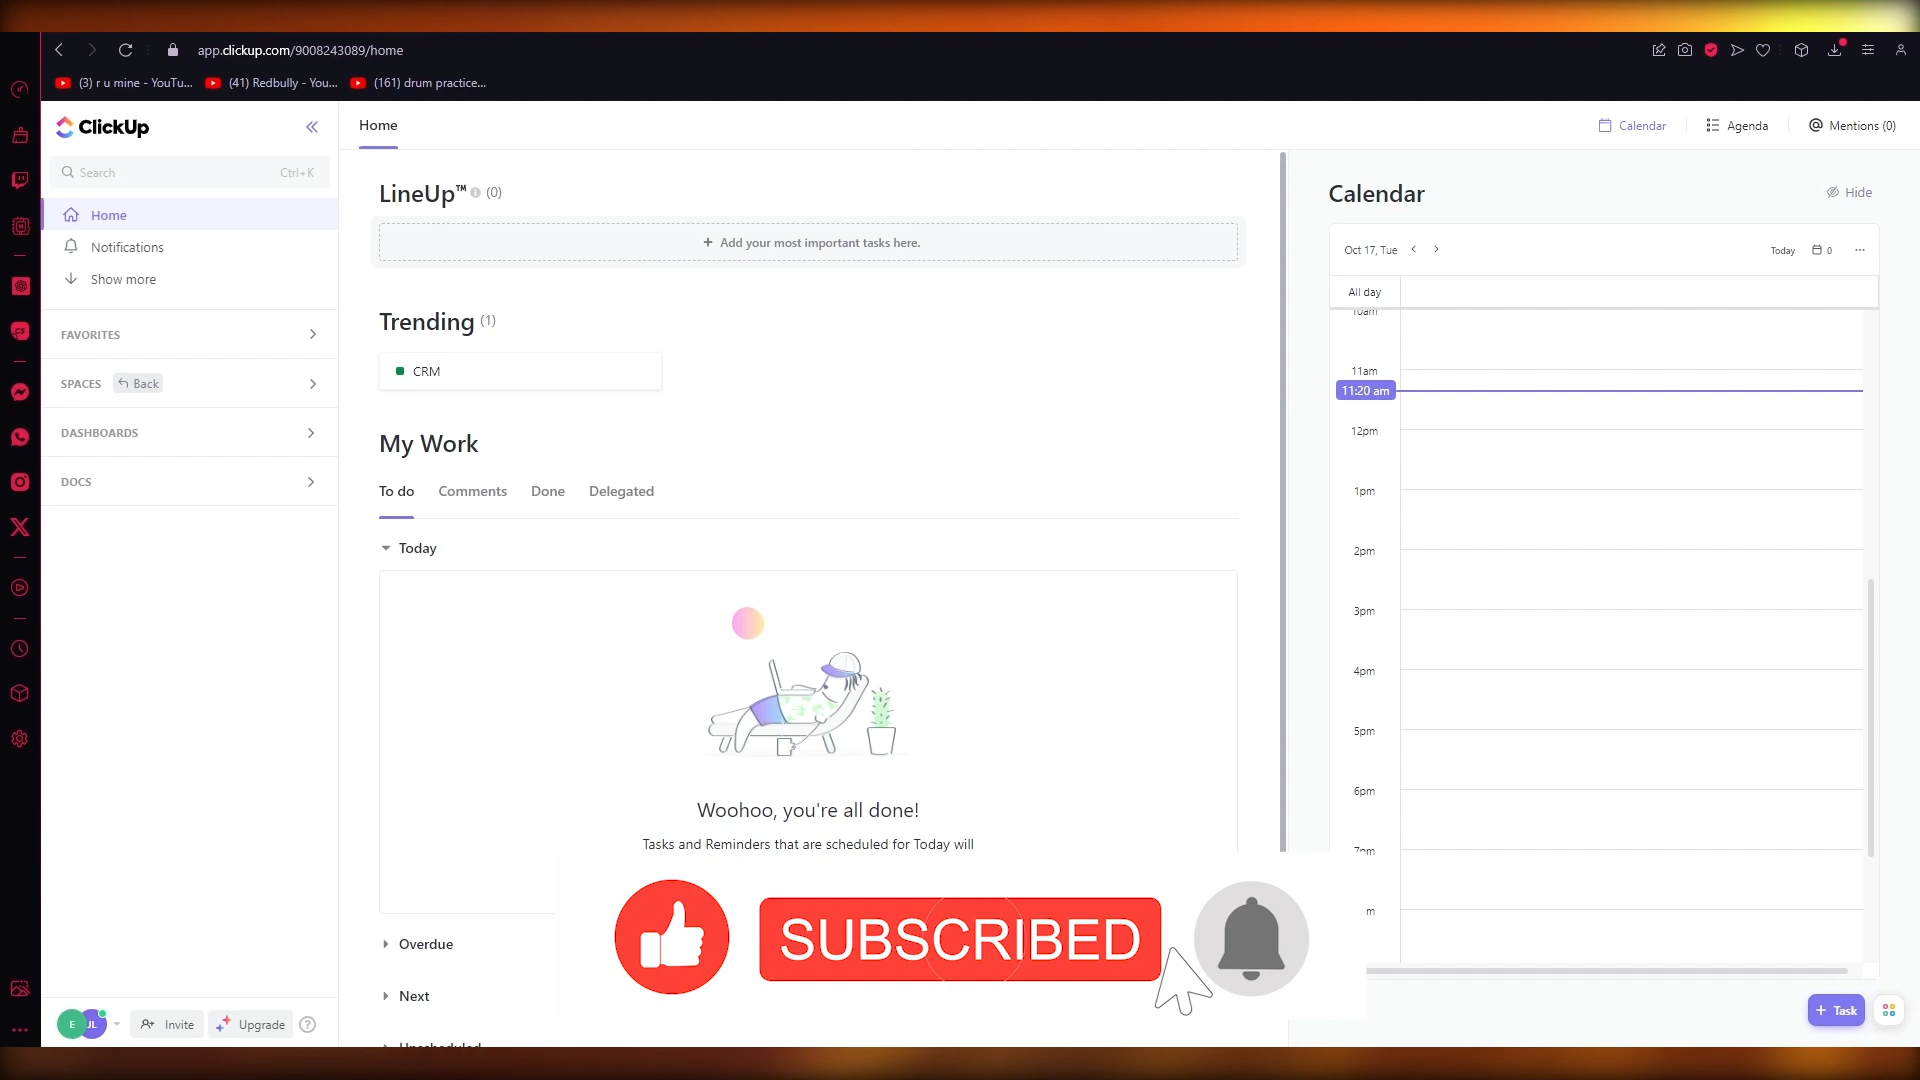 app.clickup.com/9008243089/home
(3) r u mine - YouTu...
(41) Redbully - You...
(161) drum practice...
ClickUp
Search
Ctrl+K
Home
Notifications
Show more
FAVORITES
SPACES
Back
DASHBOARDS
DOCS
E
JL
Invite
Upgrade
Home
Calendar
Agenda
Mentions (0)
LineUp™ (0)
+ Add your most important tasks here.
Trending (1)
CRM
My Work
To do
Comments
Done
Delegated
Today
Woohoo, you're all done!
Tasks and Reminders that are scheduled for Today will
SUBSCRIBED
Overdue
Next
Unscheduled
Calendar
Hide
Oct 17, Tue
Today
0
All day
10am
11am
11:20 am
12pm
1pm
2pm
3pm
4pm
5pm
6pm
7pm
m
+ Task